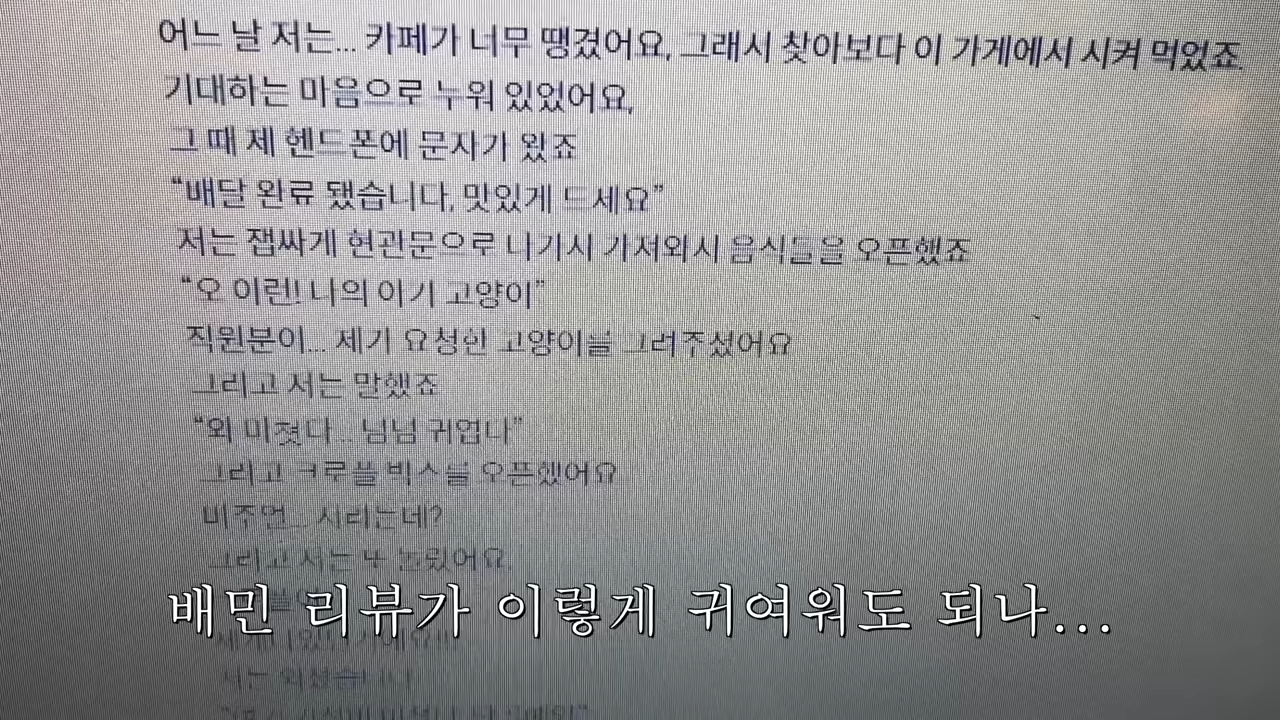 어느 날 저는... 카페가 너무 땡겼어요, 그래서 찾아보다 이 가게에서 시켜 먹었죠.
기대하는 마음으로 누워 있었어요,
그 때 제 헨드폰에 문자가 왔죠
“배달 완료 됐습니다, 맛있게 드세요”
저는 잽싸게 현관문으로 나가서 가져와서 음식들을 오픈했죠
“오 이런! 나의 아기 고양이”
직원분이... 제가 요청한 고양이를 그려주셨어요
그리고 저는 말했죠
“와 미쳤다... 넘넘 귀엽다”
그리고 크루플 박스를 오픈했어요
비주얼... 지리는데?
그리고 저는 또 놀랐어요
배민 리뷰가 이렇게 귀여워도 되나...
저는